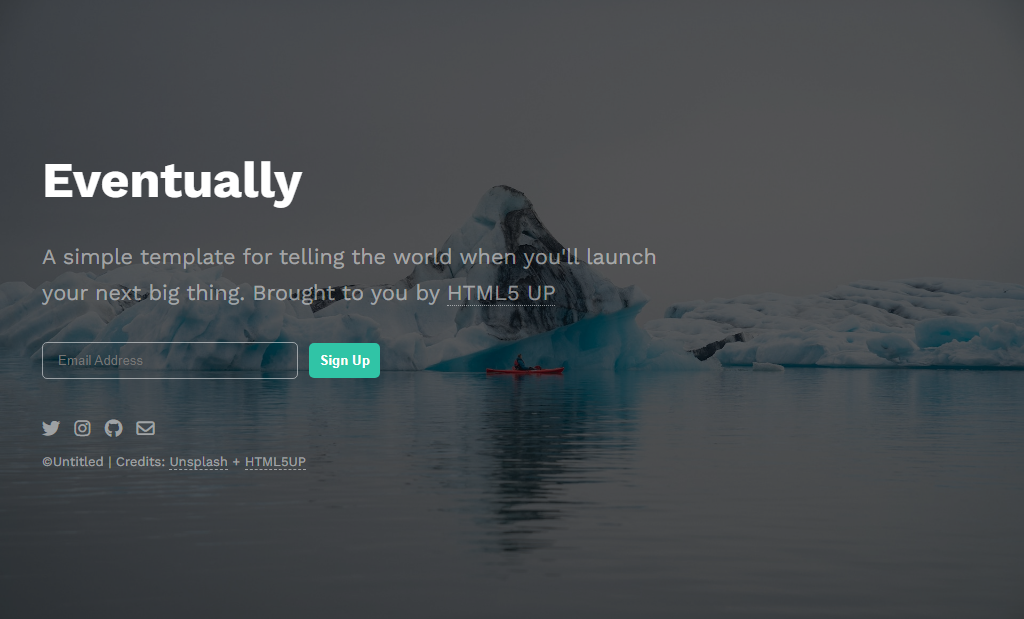 Eventually
A simple template for telling the world when you'll launch
your next big thing. Brought to you by HTML5 UP
Email Address
Sign Up
©Untitled | Credits: Unsplash + HTML5UP